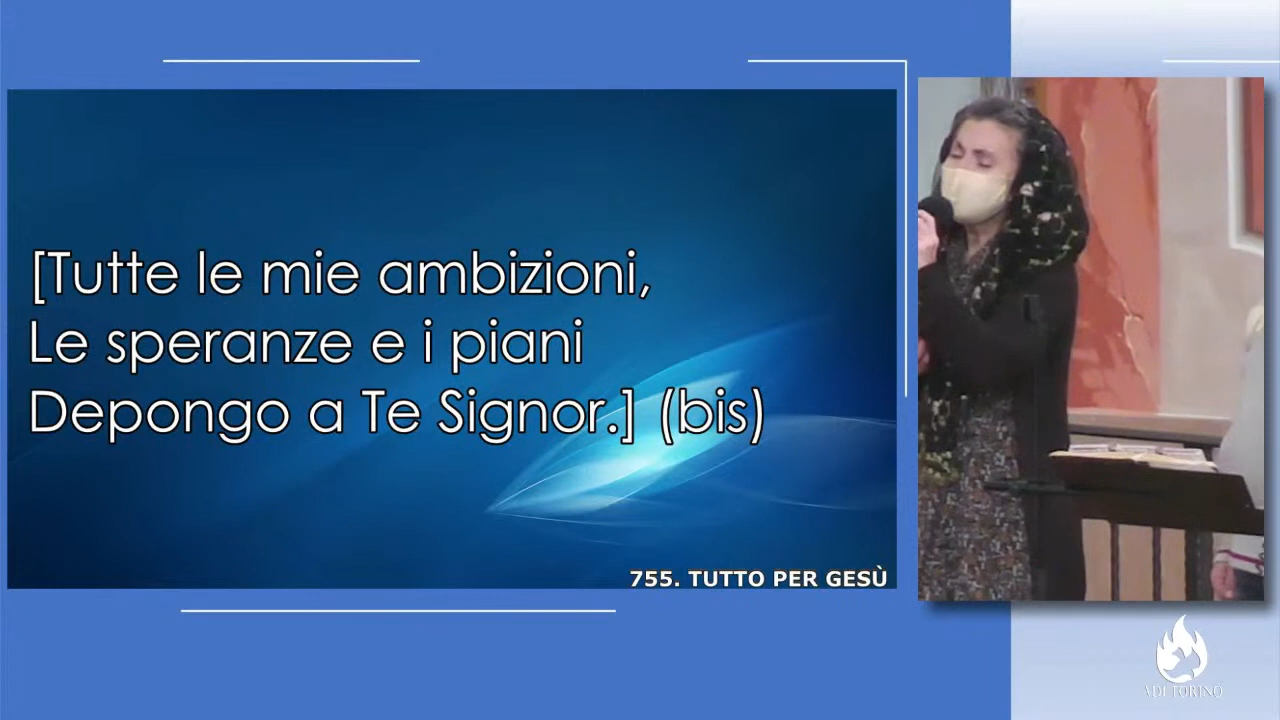 [Tutte le mie ambizioni,
Le speranze e i piani
Depongo a Te Signor.] (bis)
755. TUTTO PER GESÙ
ADI TORINO